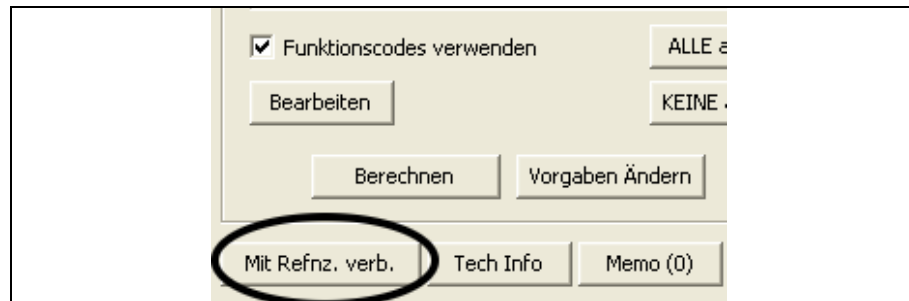 Funktionscodes verwenden ALLE
Bearbeiten KEINE
Berechnen Vorgaben Ändern
Mit Refnz. verb. Tech Info Memo (0)